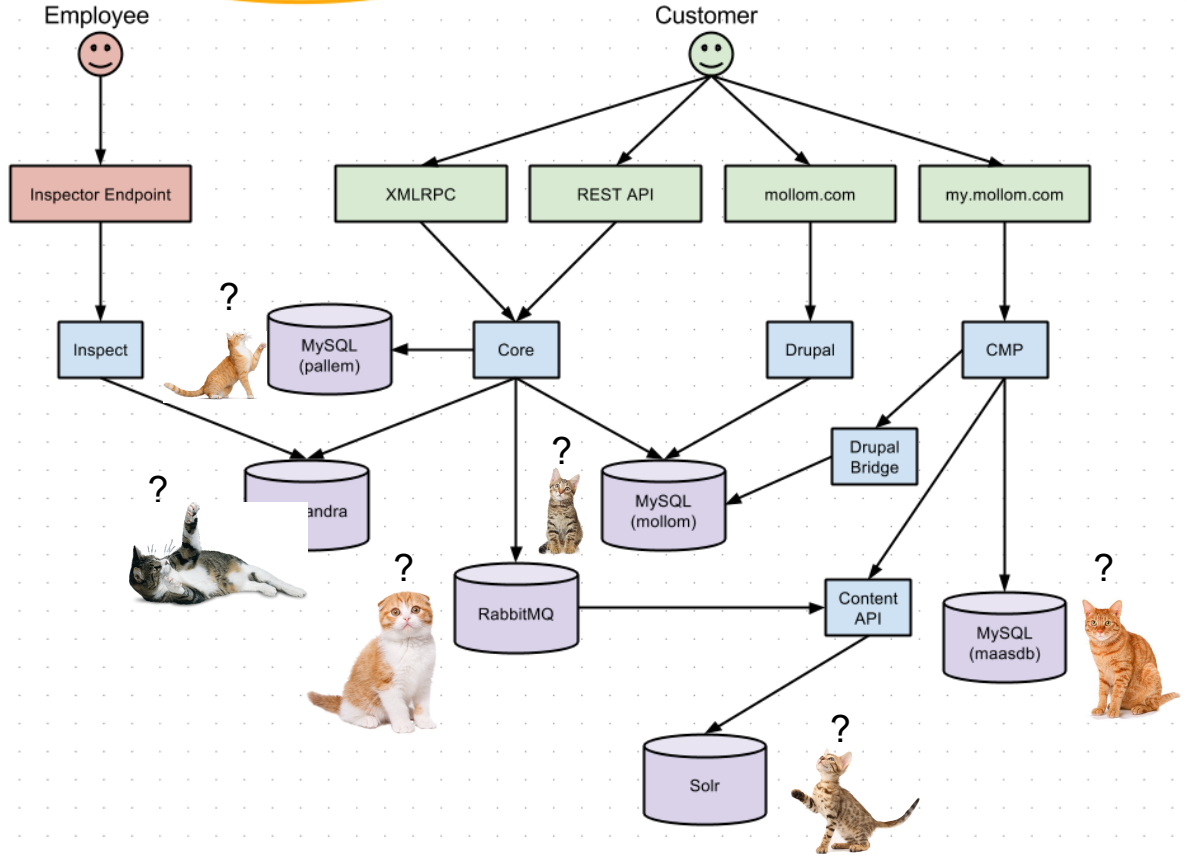 Employee
Customer
Inspector Endpoint
XMLRPC
REST API
mollom.com
my.mollom.com
?
Inspect
MySQL
(pallem)
Core
Drupal
CMP
?
?
andra
MySQL
(mollom)
Drupal
Bridge
?
RabbitMQ
Content
API
MySQL
(maasdb)
?
Solr
?